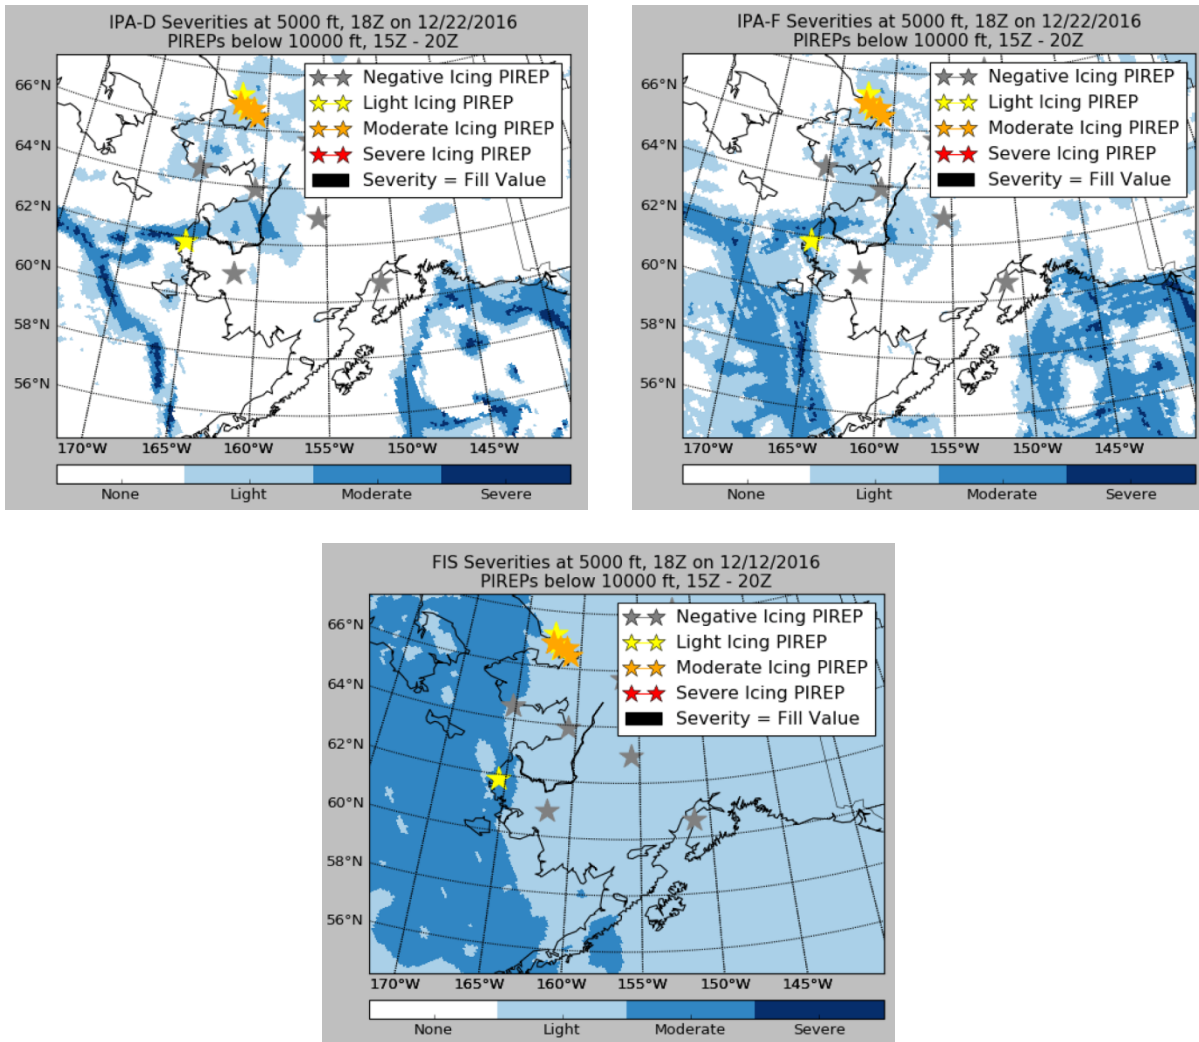 IPA-D Severities at 5000 ft, 18Z on 12/22/2016
PIREPs below 10000 ft, 15Z - 20Z
Negative Icing PIREP
Light Icing PIREP
Moderate Icing PIREP
Severe Icing PIREP
Severity = Fill Value
66°N
64°N
62°N
60°N
58°N
56°N
170°W
165°W
160°W
155°W
150°W
145°W
None
Light
Moderate
Severe
IPA-F Severities at 5000 ft, 18Z on 12/22/2016
PIREPs below 10000 ft, 15Z - 20Z
Negative Icing PIREP
Light Icing PIREP
Moderate Icing PIREP
Severe Icing PIREP
Severity = Fill Value
66°N
64°N
62°N
60°N
58°N
56°N
170°W
165°W
160°W
155°W
150°W
145°W
None
Light
Moderate
Severe
FIS Severities at 5000 ft, 18Z on 12/12/2016
PIREPs below 10000 ft, 15Z - 20Z
Negative Icing PIREP
Light Icing PIREP
Moderate Icing PIREP
Severe Icing PIREP
Severity = Fill Value
66°N
64°N
62°N
60°N
58°N
56°N
170°W
165°W
160°W
155°W
150°W
145°W
None
Light
Moderate
Severe